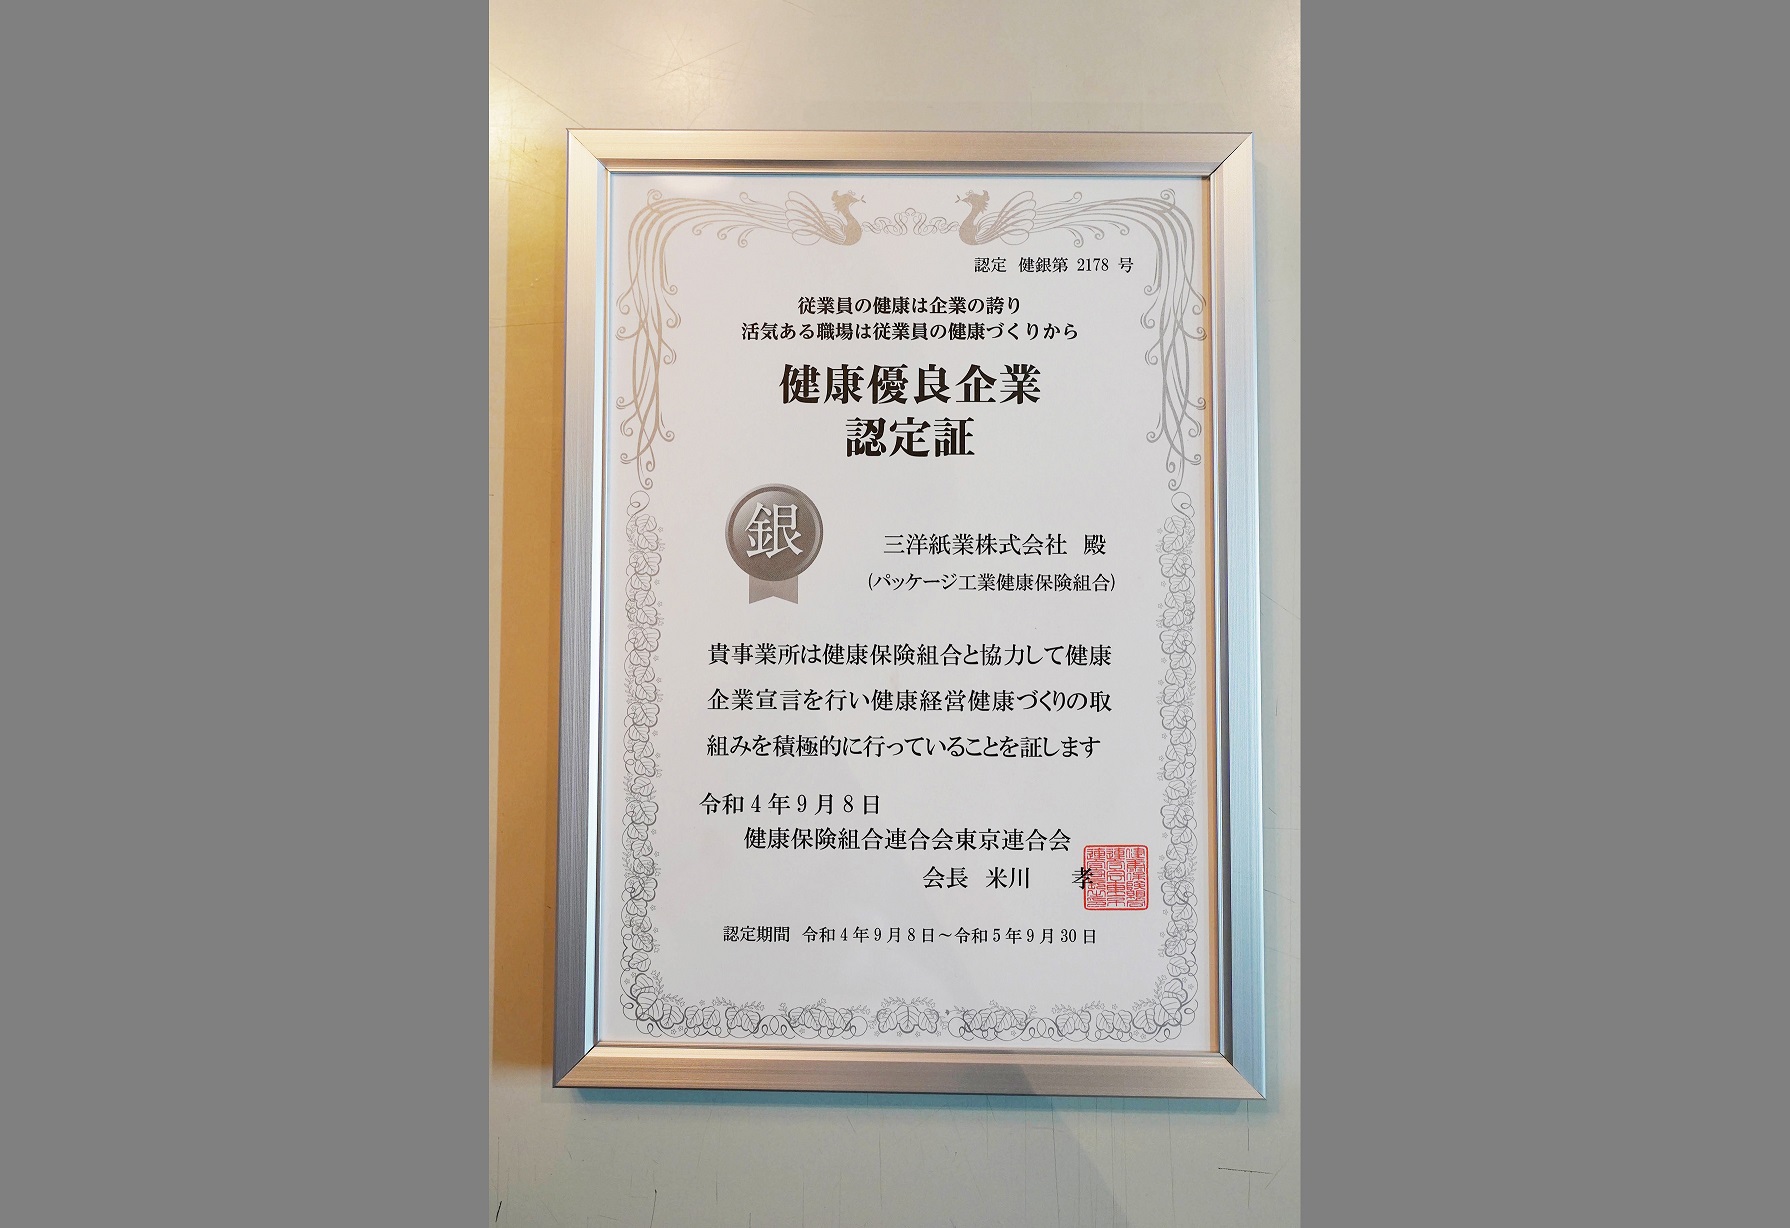 認定 健銀第 2178 号
従業員の健康は企業の誇り
活気ある職場は従業員の健康づくりから
健康優良企業
認定証
銀
三洋紙業株式会社 殿
(パッケージ工業健康保険組合)
貴事業所は健康保険組合と協力して健康
企業宣言を行い健康経営健康づくりの取
組みを積極的に行っていることを証します
令和4年9月8日
健康保険組合連合会東京連合会
会長 米川 孝
認定期間 令和4年9月8日～令和5年9月30日